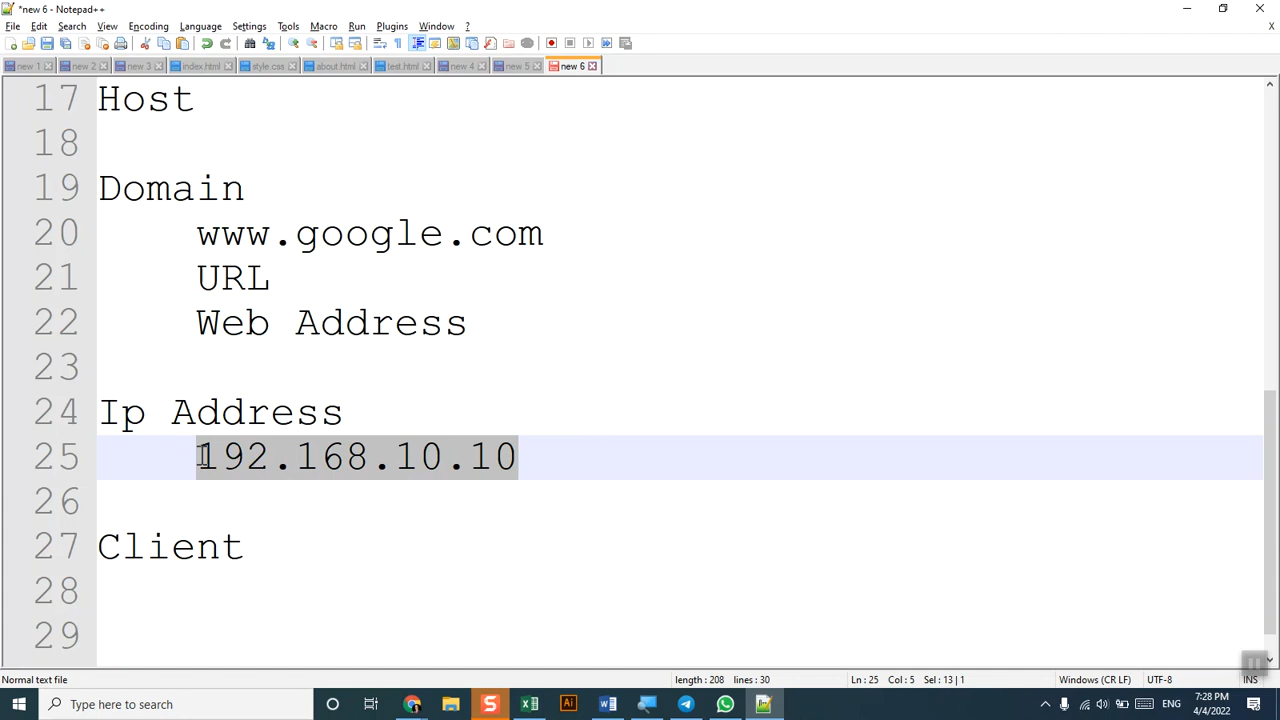 *new 6 - Notepad++
File Edit Search View Encoding Language Settings Tools Macro Run Plugins Window ?
X
new 1 new 2 new 3 index.html style.css about.html test.html new 4 new 5 new 6
17 Host
18
19 Domain
20 www.google.com
21 URL
22 Web Address
23
24 Ip Address
25 192.168.10.10
26
27 Client
28
29
Normal text file length : 208 lines : 30 Ln : 25 Col : 5 Sel : 13 | 1 Windows (CR LF) UTF-8 INS
Type here to search
ENG
7:28 PM
4/4/2022